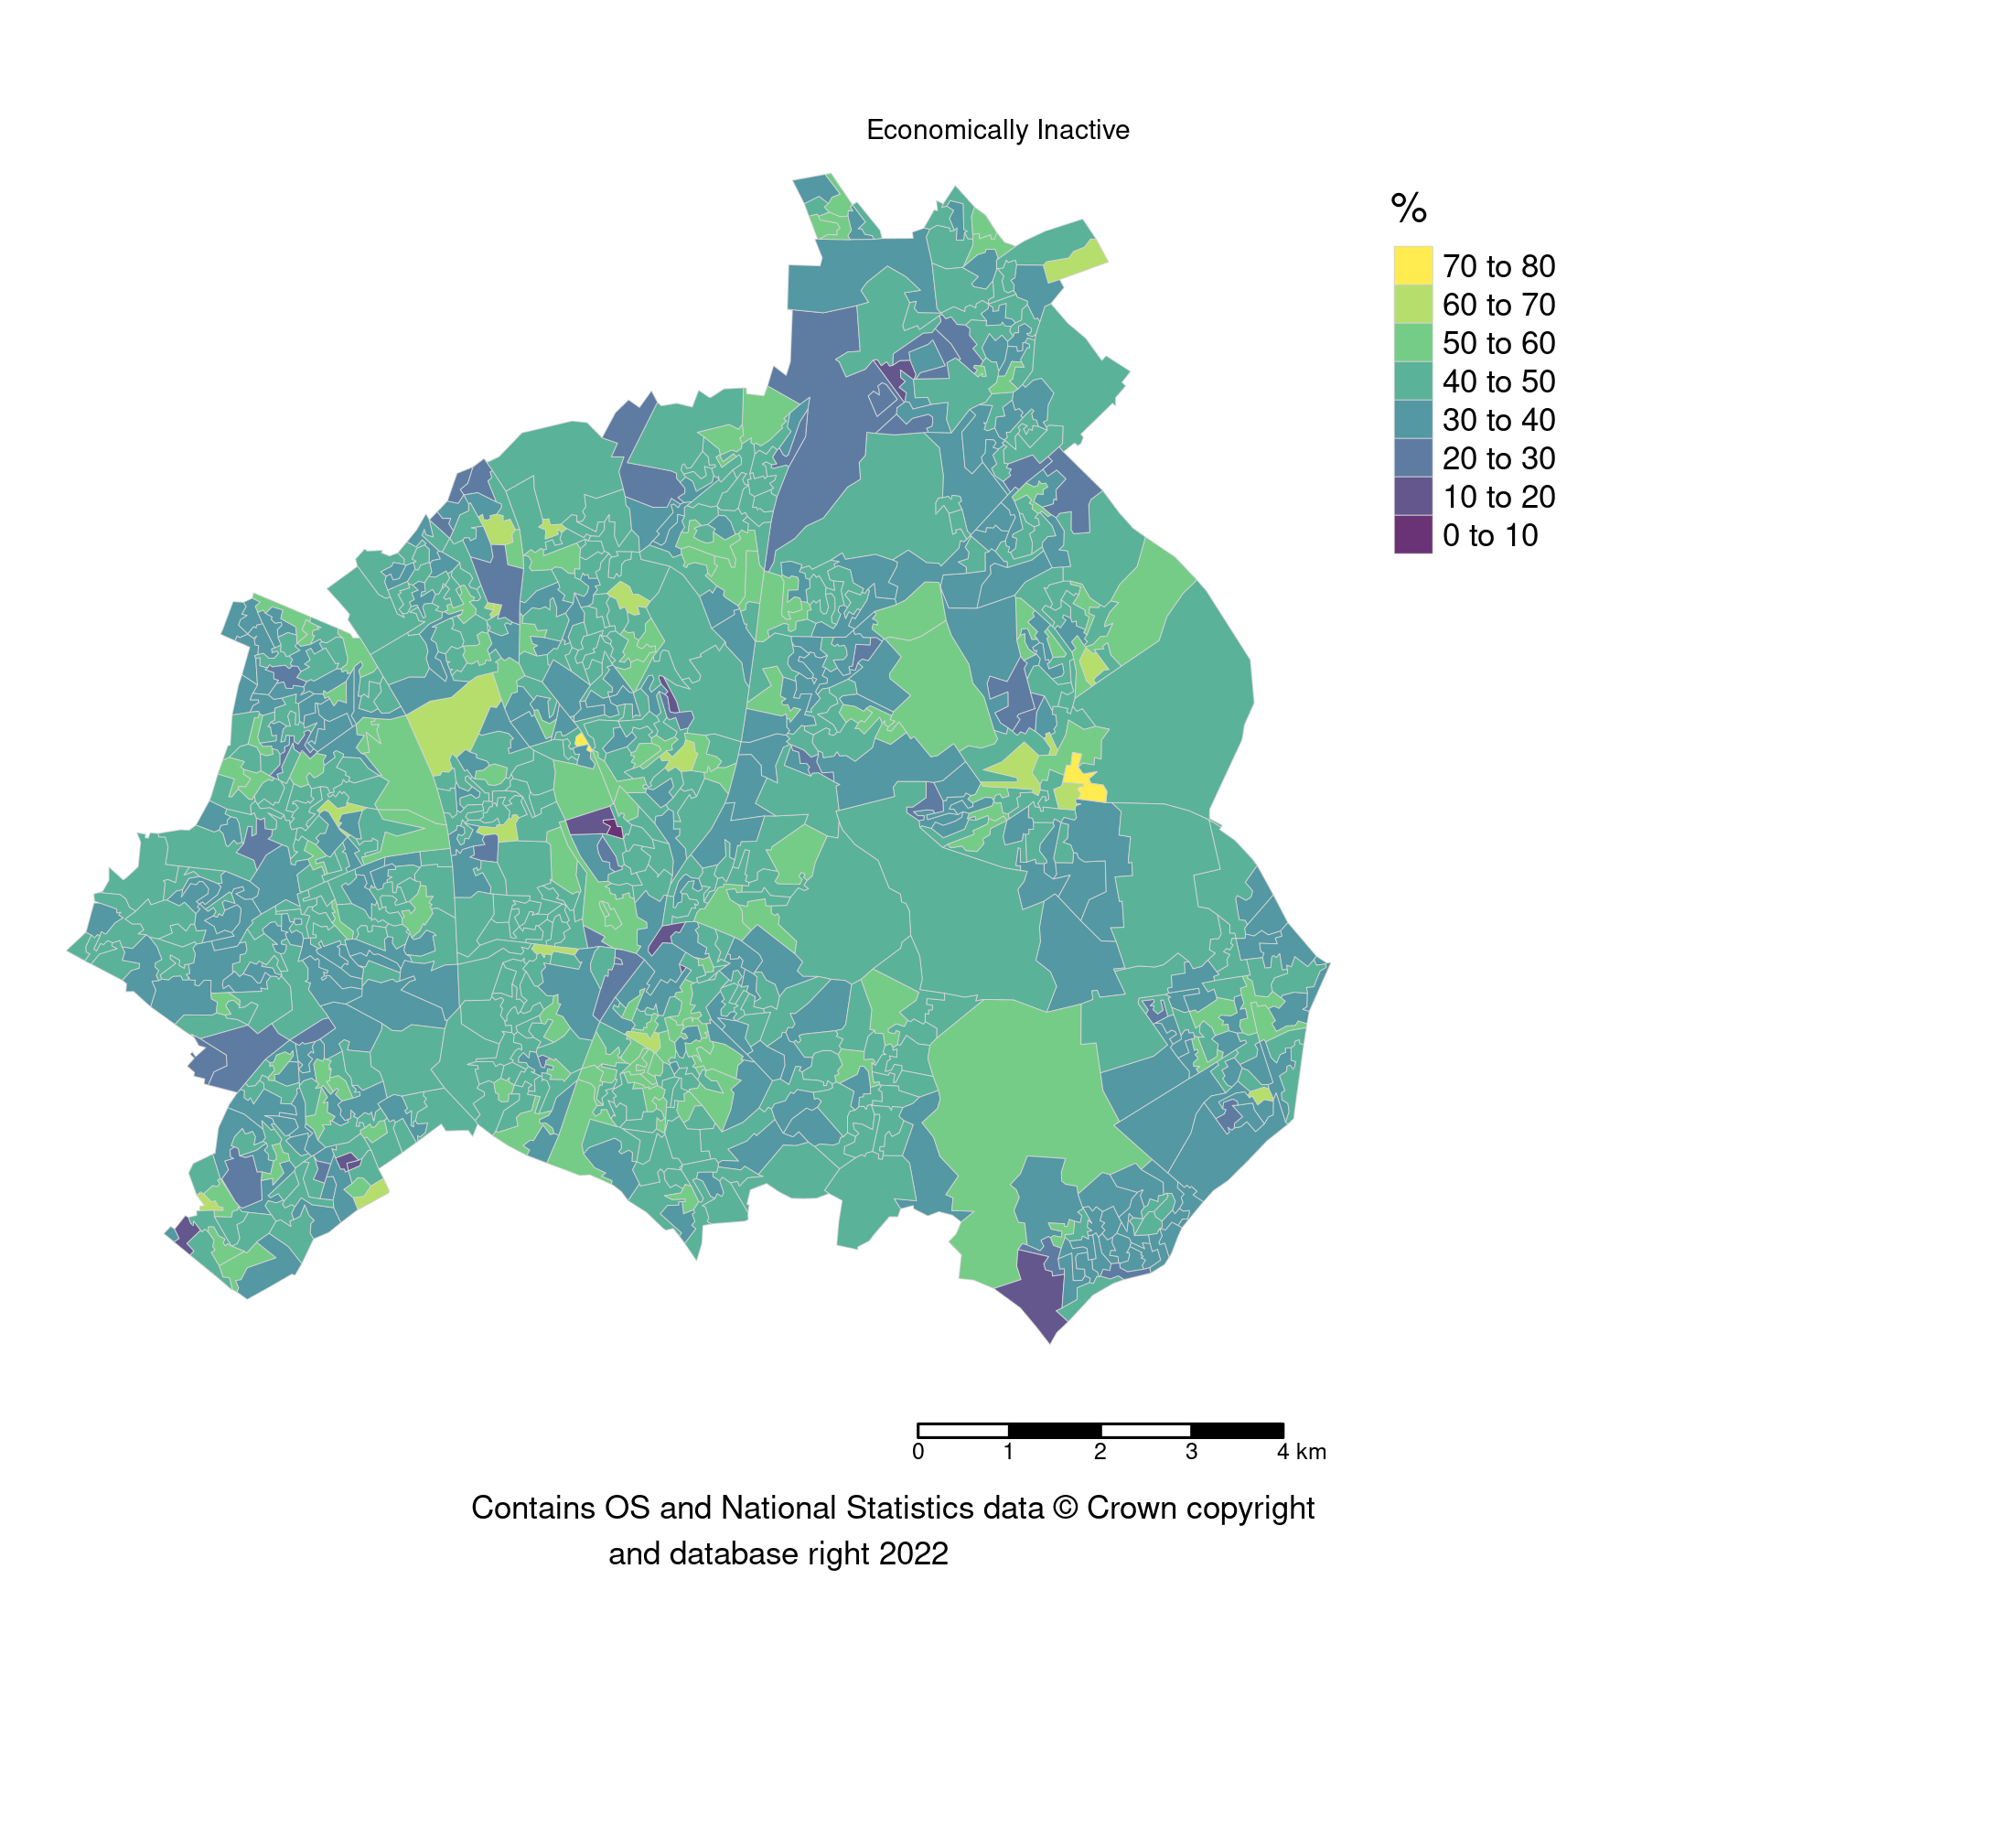 Economically Inactive
%
70 to 80
60 to 70
50 to 60
40 to 50
30 to 40
20 to 30
10 to 20
0 to 10
0 1 2 3 4 km
Contains OS and National Statistics data © Crown copyright
and database right 2022